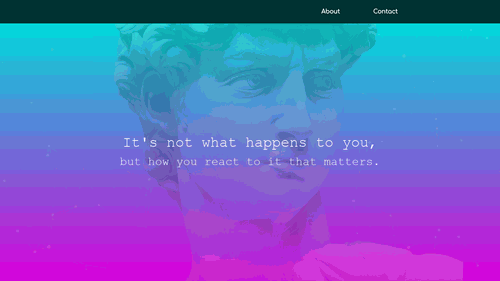 About Contact
It's not what happens to you,
but how you react to it that matters.